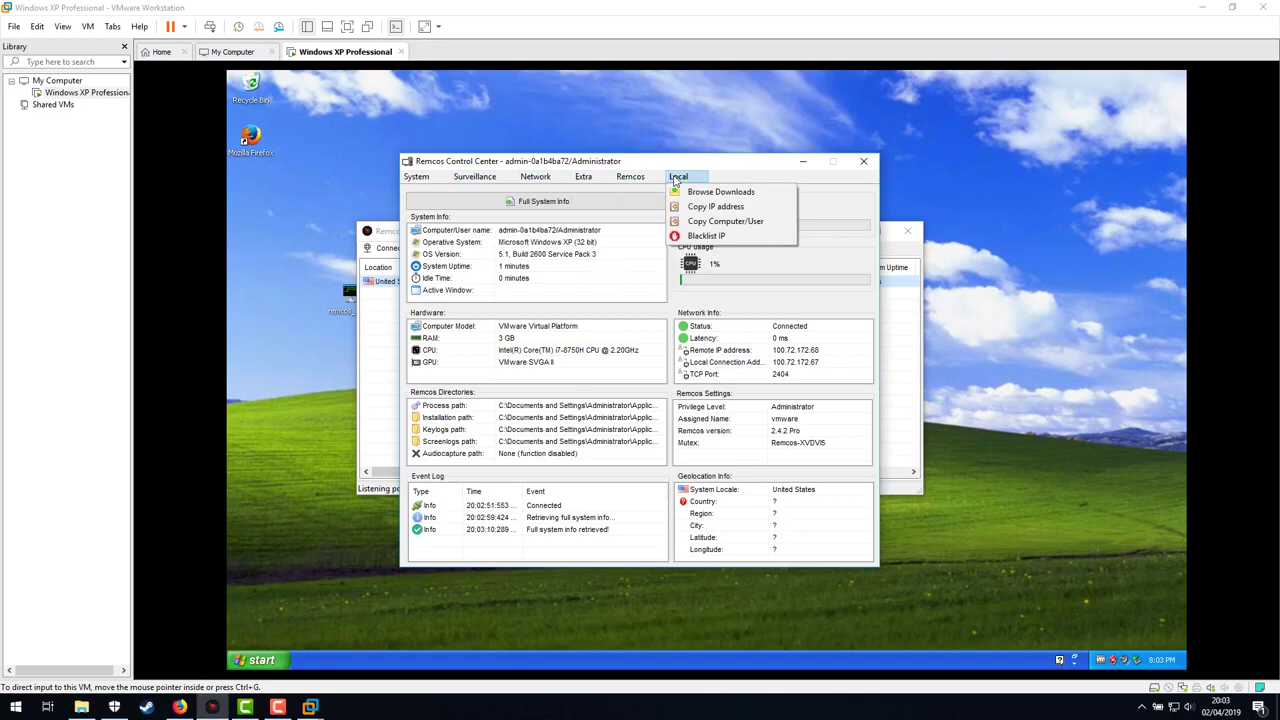 Windows XP Professional - VMware Workstation
File Edit View VM Tabs Help
Library
Type here to search
My Computer
Windows XP Profession
Shared VMs
Home My Computer Windows XP Professional
Recycle Bin
Mozilla Firefox
Remcos Control Center - admin-0a1b4ba72/Administrator
System Surveillance Network Extra Remcos Local
Browse Downloads
Copy IP address
Copy Computer/User
Blacklist IP
Full System info
System Info:
Computer/User name: admin-0a1b4ba72/Administrator
Operative System: Microsoft Windows XP (32 bit)
OS Version: 5.1, Build 2600 Service Pack 3
System Uptime: 1 minutes
Idle Time: 0 minutes
Active Window:
CPU usage
CPU
1%
Hardware:
Computer Model: VMware Virtual Platform
RAM: 3 GB
CPU: Intel(R) Core(TM) i7-8750H CPU @ 2.20GHz
GPU: VMware SVGA II
Network Info:
Status: Connected
Latency: 0 ms
Remote IP address: 100.72.172.68
Local Connection Add... 100.72.172.67
TCP Port: 2404
Remcos Directories:
Process path: C:\Documents and Settings\Administrator\Applic...
Installation path: C:\Documents and Settings\Administrator\Applic...
Keylogs path: C:\Documents and Settings\Administrator\Applic...
Screenlogs path: C:\Documents and Settings\Administrator\Applic...
Audiocapture path: None (function disabled)
Remcos Settings:
Privilege Level: Administrator
Assigned Name: vmware
Remcos version: 2.4.2 Pro
Mutex: Remcos-XVDVI5
Event Log
Type Time Event
Info 20:02:51:553 ... Connected
Info 20:02:59:424 ... Retrieving full system info...
Info 20:03:10:289 ... Full system info retrieved!
Geolocation Info:
System Locale: United States
Country: ?
Region: ?
City: ?
Latitude: ?
Longitude: ?
Remc
Connec
Location
United S
remcos_
Listening po
m Uptime
start
8:03 PM
To direct input to this VM, move the mouse pointer inside or press Ctrl+G.
20:03
02/04/2019